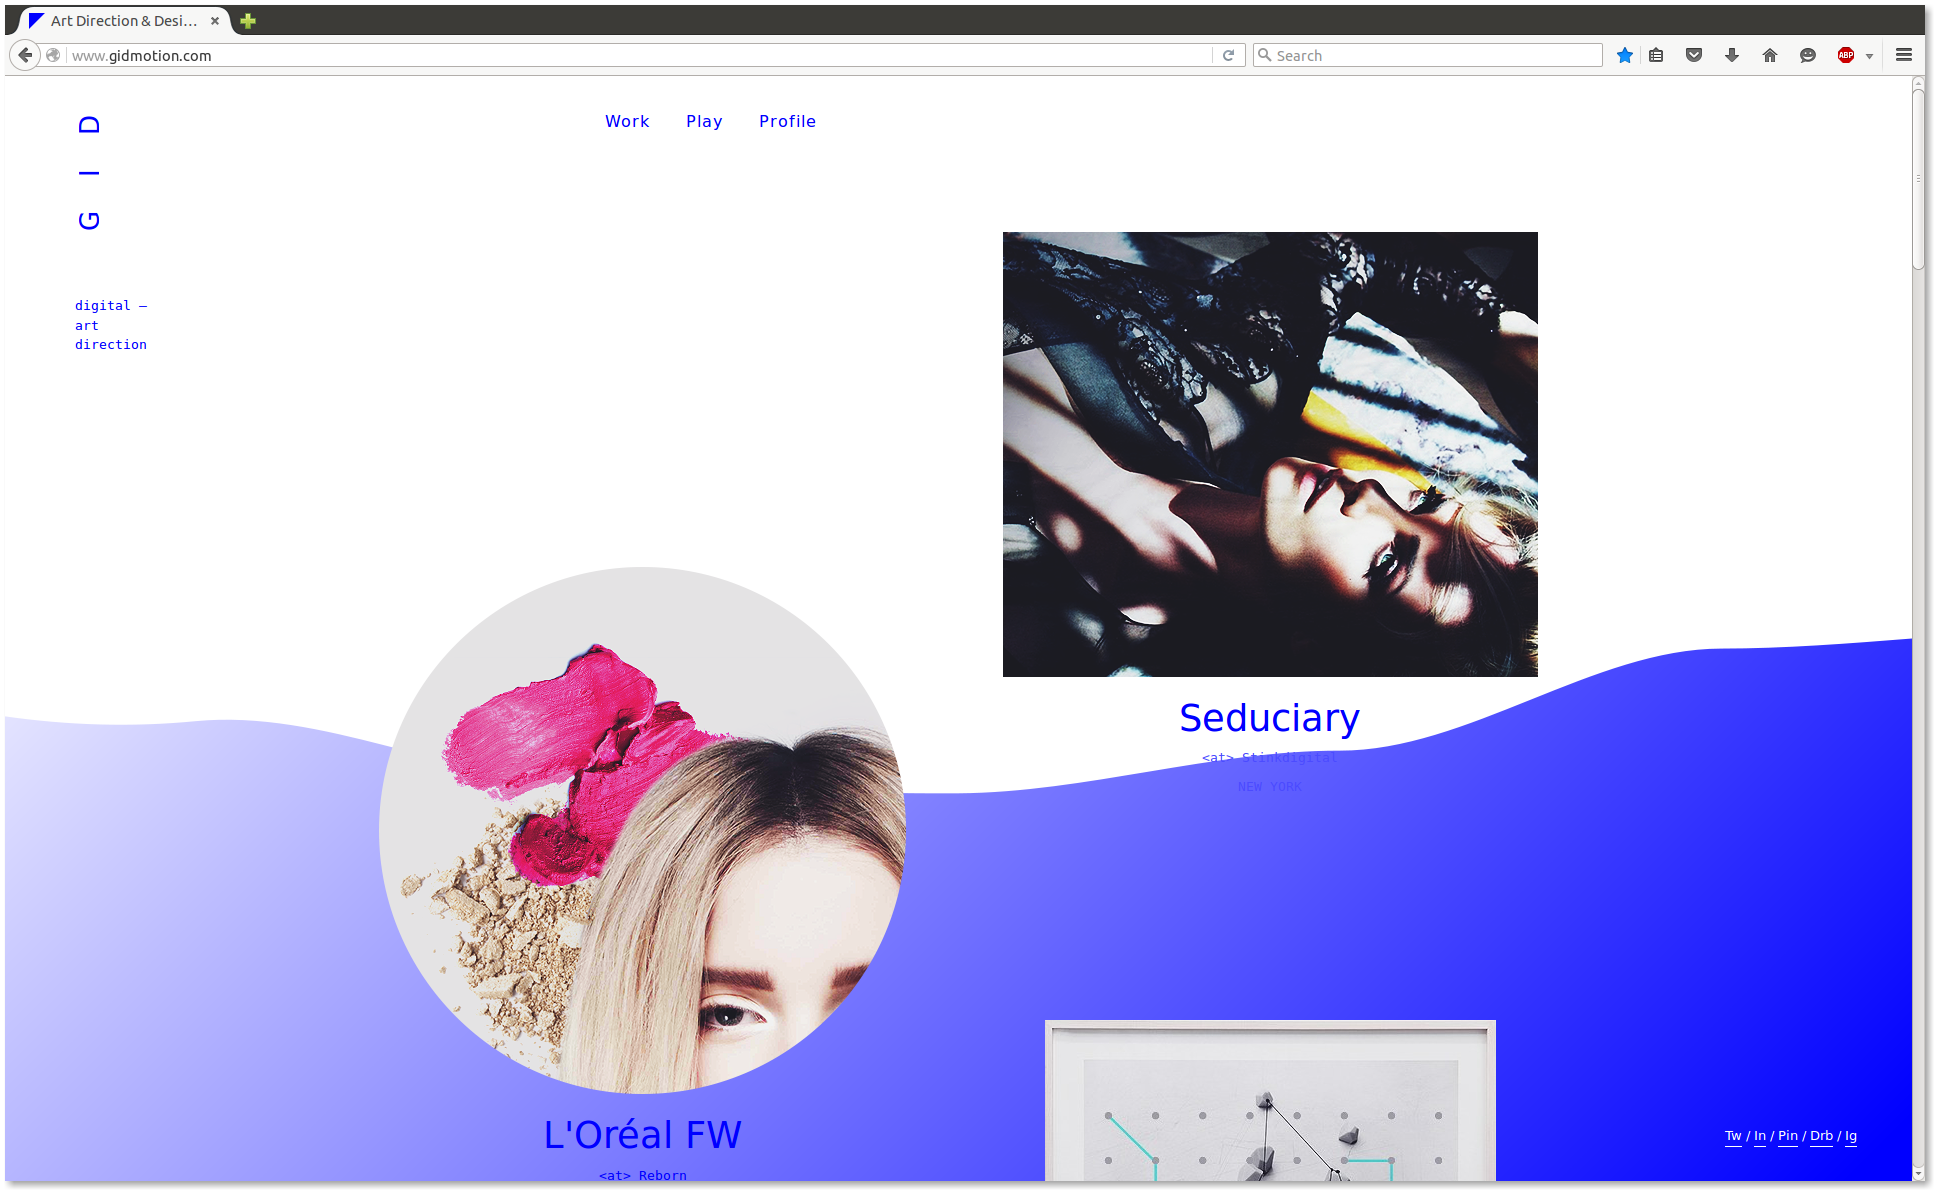 Art Direction & Desi...
www.gidmotion.com
Search
ABP
GID
Work Play Profile
digital —
art
direction
Seduciary
<at> Stinkdigital
NEW YORK
L'Oréal FW
<at> Reborn
Tw / In / Pin / Drb / Ig